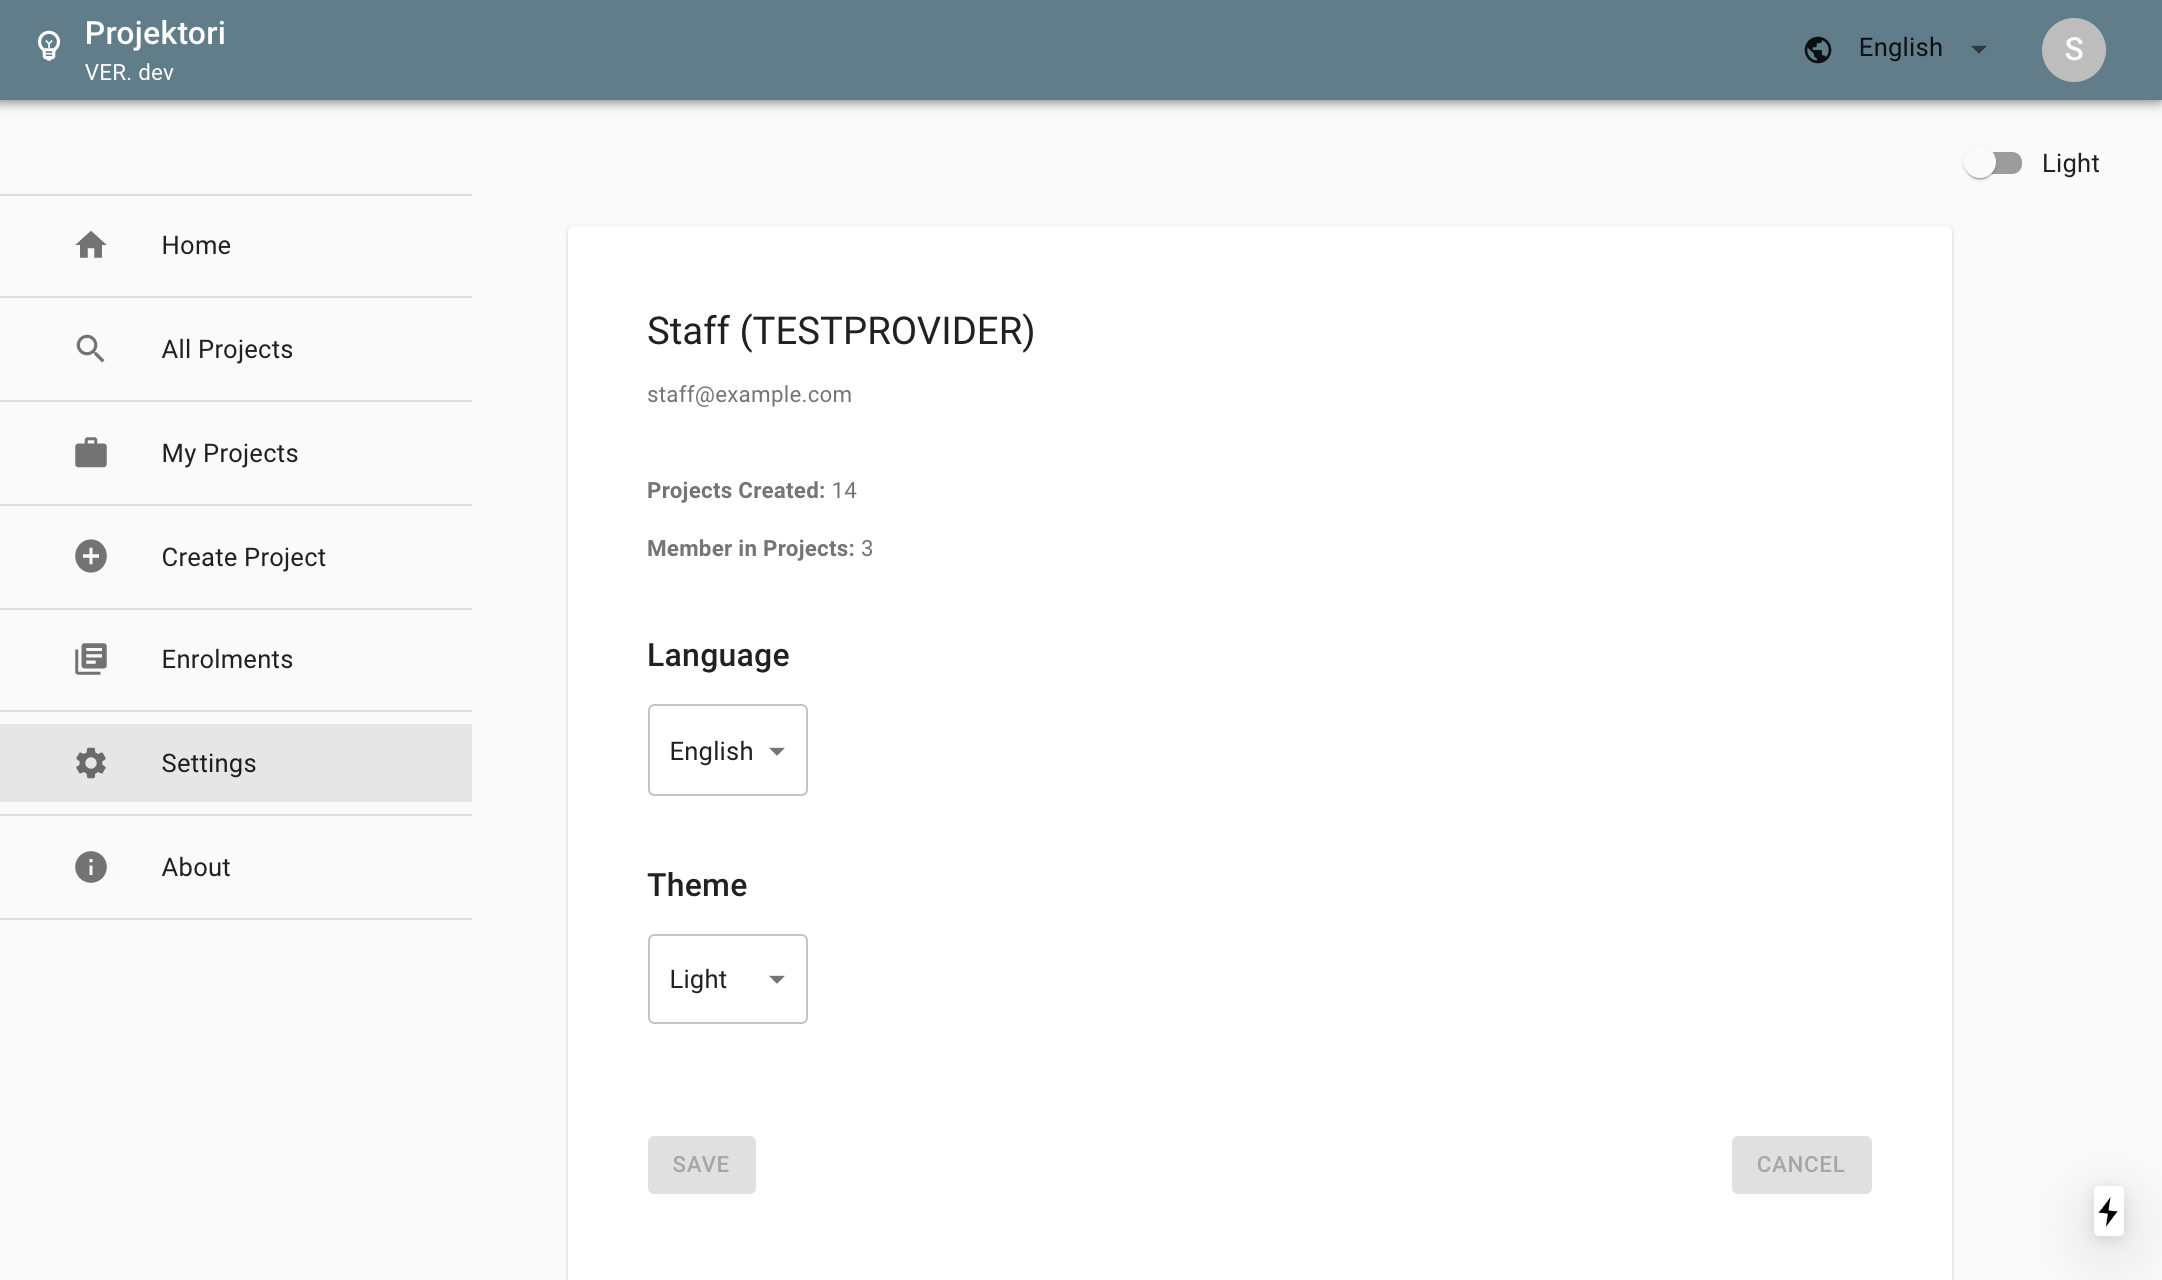 Projektori
VER. dev
English
S
Light
Home
All Projects
My Projects
Create Project
Enrolments
Settings
About
Staff (TESTPROVIDER)
staff@example.com
Projects Created: 14
Member in Projects: 3
Language
English
Theme
Light
SAVE
CANCEL